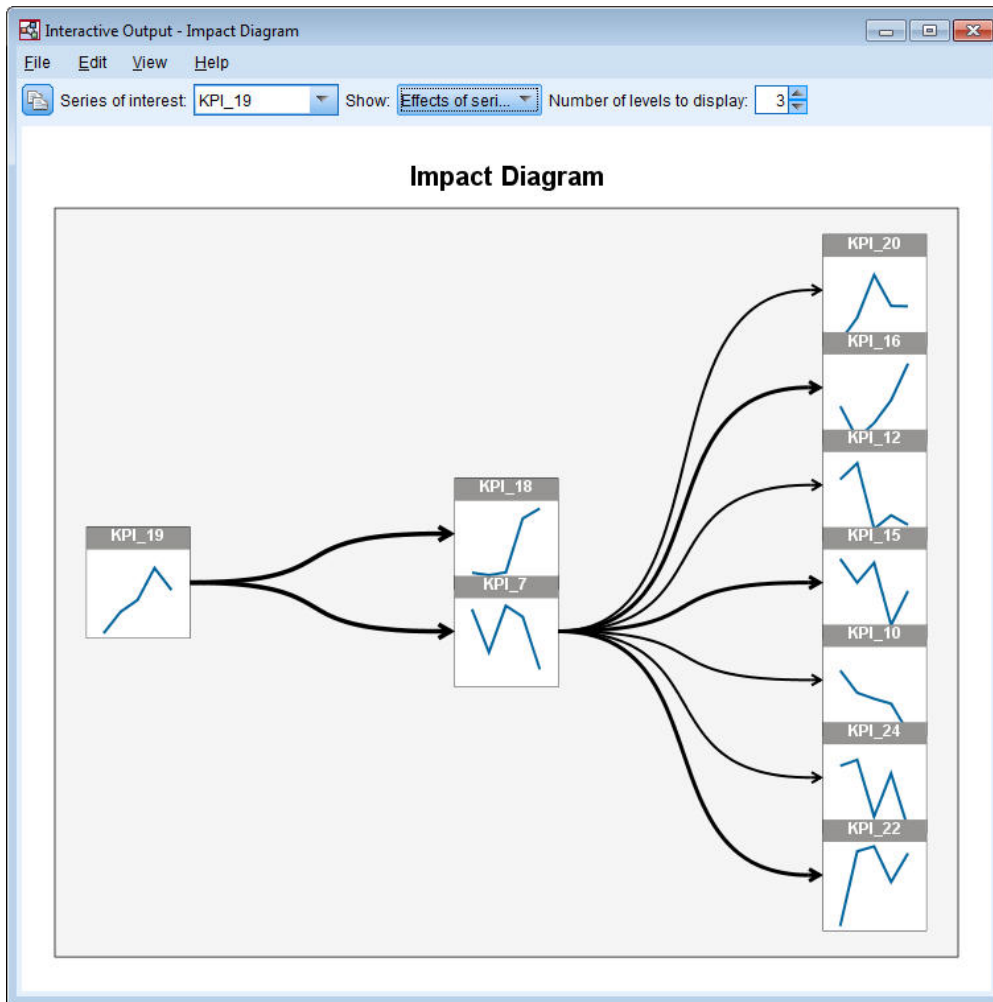 Interactive Output - Impact Diagram
File Edit View Help
Series of interest: KPI_19 Show: Effects of seri... Number of levels to display: 3
Impact Diagram
KPI_20
KPI_16
KPI_12
KPI_18
KPI_19
KPI_15
KPI_7
KPI_10
KPI_24
KPI_22